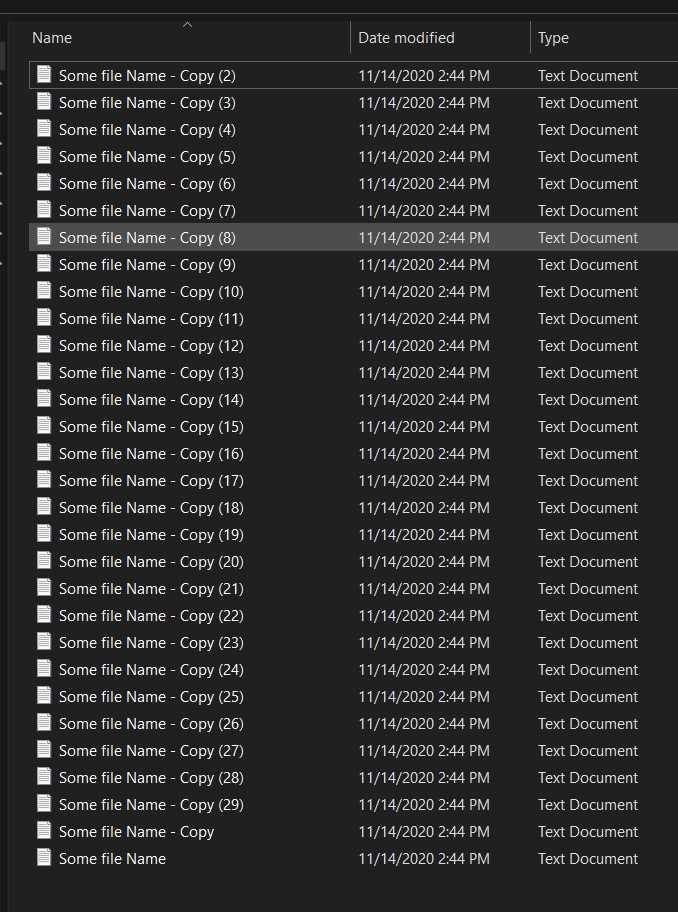 Name Date modified Type
Some file Name - Copy (2) 11/14/2020 2:44 PM Text Document
Some file Name - Copy (3) 11/14/2020 2:44 PM Text Document
Some file Name - Copy (4) 11/14/2020 2:44 PM Text Document
Some file Name - Copy (5) 11/14/2020 2:44 PM Text Document
Some file Name - Copy (6) 11/14/2020 2:44 PM Text Document
Some file Name - Copy (7) 11/14/2020 2:44 PM Text Document
Some file Name - Copy (8) 11/14/2020 2:44 PM Text Document
Some file Name - Copy (9) 11/14/2020 2:44 PM Text Document
Some file Name - Copy (10) 11/14/2020 2:44 PM Text Document
Some file Name - Copy (11) 11/14/2020 2:44 PM Text Document
Some file Name - Copy (12) 11/14/2020 2:44 PM Text Document
Some file Name - Copy (13) 11/14/2020 2:44 PM Text Document
Some file Name - Copy (14) 11/14/2020 2:44 PM Text Document
Some file Name - Copy (15) 11/14/2020 2:44 PM Text Document
Some file Name - Copy (16) 11/14/2020 2:44 PM Text Document
Some file Name - Copy (17) 11/14/2020 2:44 PM Text Document
Some file Name - Copy (18) 11/14/2020 2:44 PM Text Document
Some file Name - Copy (19) 11/14/2020 2:44 PM Text Document
Some file Name - Copy (20) 11/14/2020 2:44 PM Text Document
Some file Name - Copy (21) 11/14/2020 2:44 PM Text Document
Some file Name - Copy (22) 11/14/2020 2:44 PM Text Document
Some file Name - Copy (23) 11/14/2020 2:44 PM Text Document
Some file Name - Copy (24) 11/14/2020 2:44 PM Text Document
Some file Name - Copy (25) 11/14/2020 2:44 PM Text Document
Some file Name - Copy (26) 11/14/2020 2:44 PM Text Document
Some file Name - Copy (27) 11/14/2020 2:44 PM Text Document
Some file Name - Copy (28) 11/14/2020 2:44 PM Text Document
Some file Name - Copy (29) 11/14/2020 2:44 PM Text Document
Some file Name - Copy 11/14/2020 2:44 PM Text Document
Some file Name 11/14/2020 2:44 PM Text Document